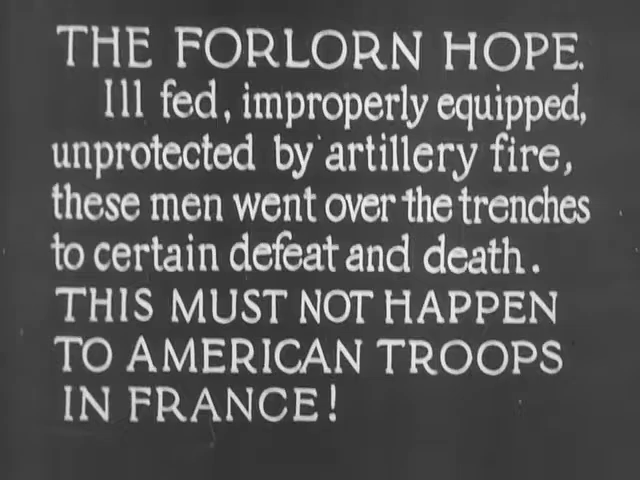 THE FORLORN HOPE.
Ill fed, improperly equipped,
unprotected by artillery fire,
these men went over the trenches
to certain defeat and death.
THIS MUST NOT HAPPEN
TO AMERICAN TROOPS
IN FRANCE!